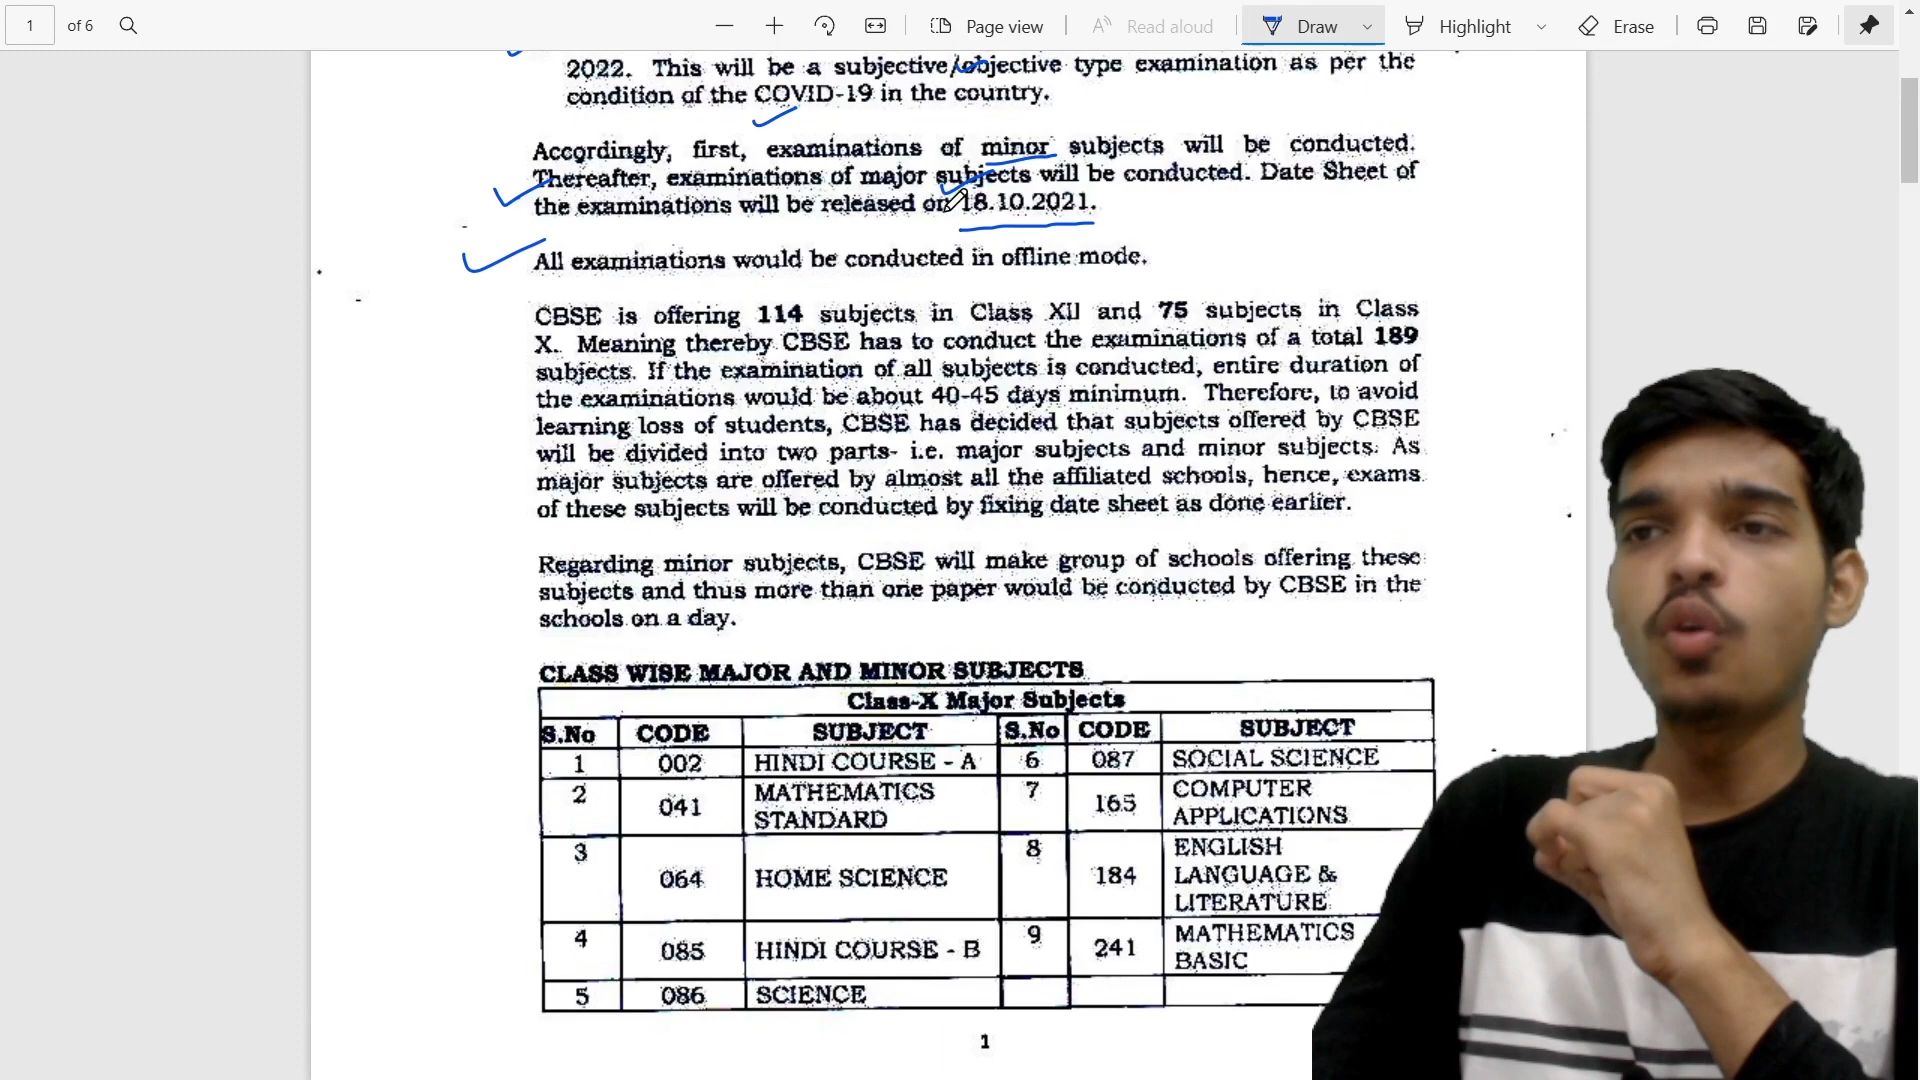 1 of 6 Page view Read aloud Draw Highlight Erase
2022. This will be a subjective/objective type examination as per the
condition of the COVID-19 in the country.
Accordingly, first, examinations of minor subjects will be conducted.
Thereafter, examinations of major subjects will be conducted. Date Sheet of
the examinations will be released on 18.10.2021.
All examinations would be conducted in offline mode.
CBSE is offering 114 subjects in Class XII and 75 subjects in Class
X. Meaning thereby CBSE has to conduct the examinations of a total 189
subjects. If the examination of all subjects is conducted, entire duration of
the examinations would be about 40-45 days minimum. Therefore, to avoid
learning loss of students, CBSE has decided that subjects offered by CBSE
will be divided into two parts- i.e. major subjects and minor subjects. As
major subjects are offered by almost all the affiliated schools, hence, exams
of these subjects will be conducted by fixing date sheet as done earlier.
Regarding minor subjects, CBSE will make group of schools offering these
subjects and thus more than one paper would be conducted by CBSE in the
schools on a day.
CLASS WISE MAJOR AND MINOR SUBJECTS
Class-X Major Subjects
S.No CODE SUBJECT S.No CODE SUBJECT
1 002 HINDI COURSE - A 6 087 SOCIAL SCIENCE
2 041 MATHEMATICS STANDARD 7 165 COMPUTER APPLICATIONS
3 064 HOME SCIENCE 8 184 ENGLISH LANGUAGE & LITERATURE
4 085 HINDI COURSE - B 9 241 MATHEMATICS BASIC
5 086 SCIENCE
1